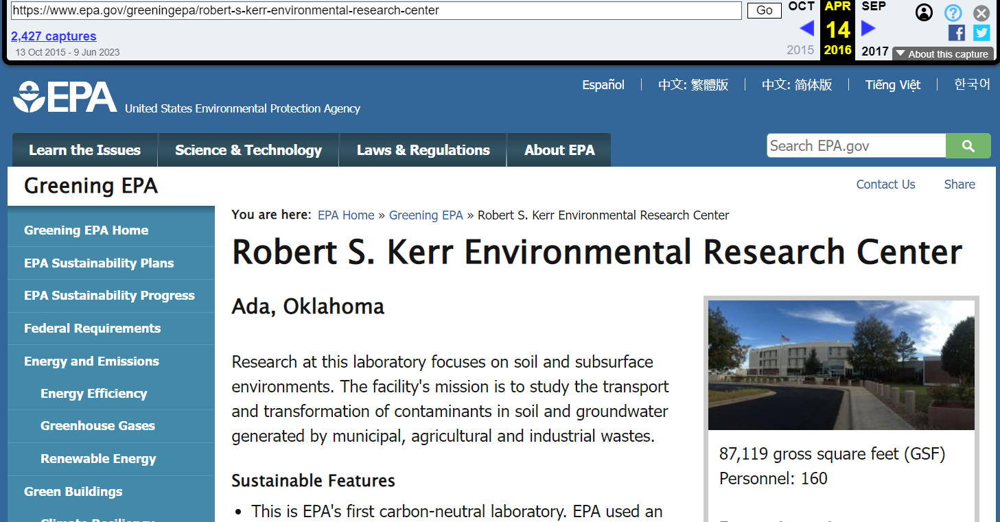 https://www.epa.gov/greeningepa/robert-s-kerr-environmental-research-center
Go
OCT APR SEP
14
2015 2016 2017
2,427 captures
13 Oct 2015 - 9 Jun 2023
About this capture
EPA United States Environmental Protection Agency
Español
中文: 繁體版
中文: 简体版
Tiếng Việt
한국어
Learn the Issues
Science & Technology
Laws & Regulations
About EPA
Search EPA.gov
Greening EPA
Contact Us
Share
Greening EPA Home
EPA Sustainability Plans
EPA Sustainability Progress
Federal Requirements
Energy and Emissions
Energy Efficiency
Greenhouse Gases
Renewable Energy
Green Buildings
Climate Resiliency
You are here: EPA Home » Greening EPA » Robert S. Kerr Environmental Research Center
Robert S. Kerr Environmental Research Center
Ada, Oklahoma
Research at this laboratory focuses on soil and subsurface
environments. The facility's mission is to study the transport
and transformation of contaminants in soil and groundwater
generated by municipal, agricultural and industrial wastes.
Sustainable Features
• This is EPA's first carbon-neutral laboratory. EPA used an
87,119 gross square feet (GSF)
Personnel: 160